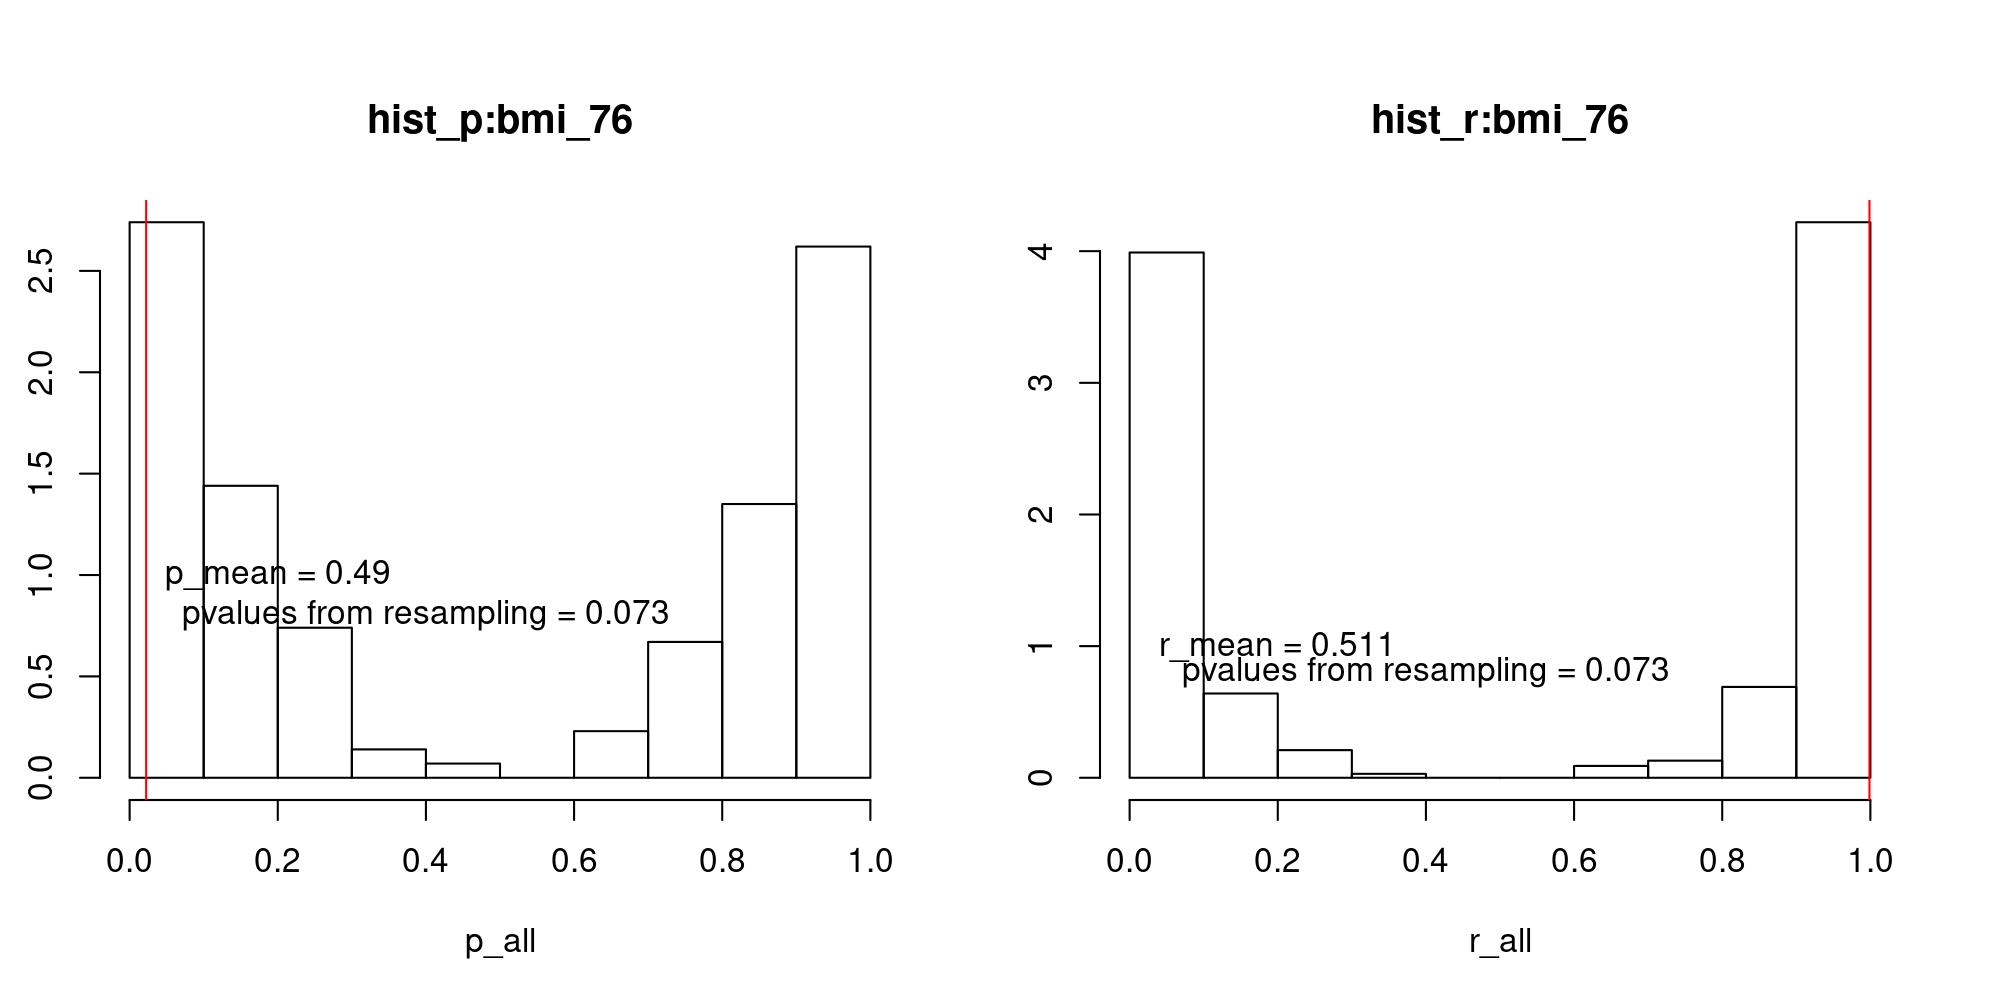 hist_p:bmi_76
2.5
2.0
1.5
1.0
0.5
0.0
p_mean = 0.49
pvalues from resampling = 0.073
0.0 0.2 0.4 0.6 0.8 1.0
p_all
hist_r:bmi_76
4
3
2
1
0
r_mean = 0.511
pvalues from resampling = 0.073
0.0 0.2 0.4 0.6 0.8 1.0
r_all